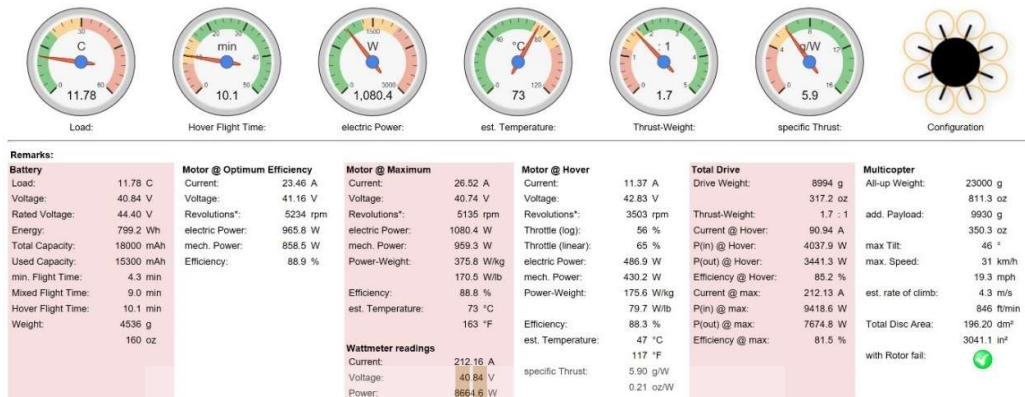 C
11.78
Load:
min
10.1
Hover Flight Time:
W
1,080.4
electric Power:
°C
73
est. Temperature:
: 1
1.7
Thrust-Weight:
g/W
5.9
specific Thrust:
Configuration
Remarks:
Battery
Load: 11.78 C
Voltage: 40.84 V
Rated Voltage: 44.40 V
Energy: 799.2 Wh
Total Capacity: 18000 mAh
Used Capacity: 15300 mAh
min. Flight Time: 4.3 min
Mixed Flight Time: 9.0 min
Hover Flight Time: 10.1 min
Weight: 4536 g
160 oz
Motor @ Optimum Efficiency
Current: 23.46 A
Voltage: 41.16 V
Revolutions*: 5234 rpm
electric Power: 965.8 W
mech. Power: 858.5 W
Efficiency: 88.9 %
Motor @ Maximum
Current: 26.52 A
Voltage: 40.74 V
Revolutions*: 5135 rpm
electric Power: 1080.4 W
mech. Power: 959.3 W
Power-Weight: 375.8 W/kg
170.5 W/lb
Efficiency: 88.8 %
est. Temperature: 73 °C
163 °F
Wattmeter readings
Current: 212.16 A
Voltage: 40.84 V
Power: 8664.6 W
Motor @ Hover
Current: 11.37 A
Voltage: 42.83 V
Revolutions*: 3503 rpm
Throttle (log): 56 %
Throttle (linear): 65 %
electric Power: 486.9 W
mech. Power: 430.2 W
Power-Weight: 175.6 W/kg
79.7 W/lb
Efficiency: 88.3 %
est. Temperature: 47 °C
117 °F
specific Thrust: 5.90 g/W
0.21 oz/W
Total Drive
Drive Weight: 8994 g
317.2 oz
Thrust-Weight: 1.7 : 1
Current @ Hover: 90.94 A
P(in) @ Hover: 4037.9 W
P(out) @ Hover: 3441.3 W
Efficiency @ Hover: 85.2 %
Current @ max: 212.13 A
P(in) @ max: 9418.6 W
P(out) @ max: 7674.8 W
Efficiency @ max: 81.5 %
Multicopter
All-up Weight: 23000 g
811.3 oz
add. Payload: 9930 g
350.3 oz
max Tilt: 46 °
max. Speed: 31 km/h
19.3 mph
est. rate of climb: 4.3 m/s
846 ft/min
Total Disc Area: 196.20 dm²
3041.1 in²
with Rotor fail: